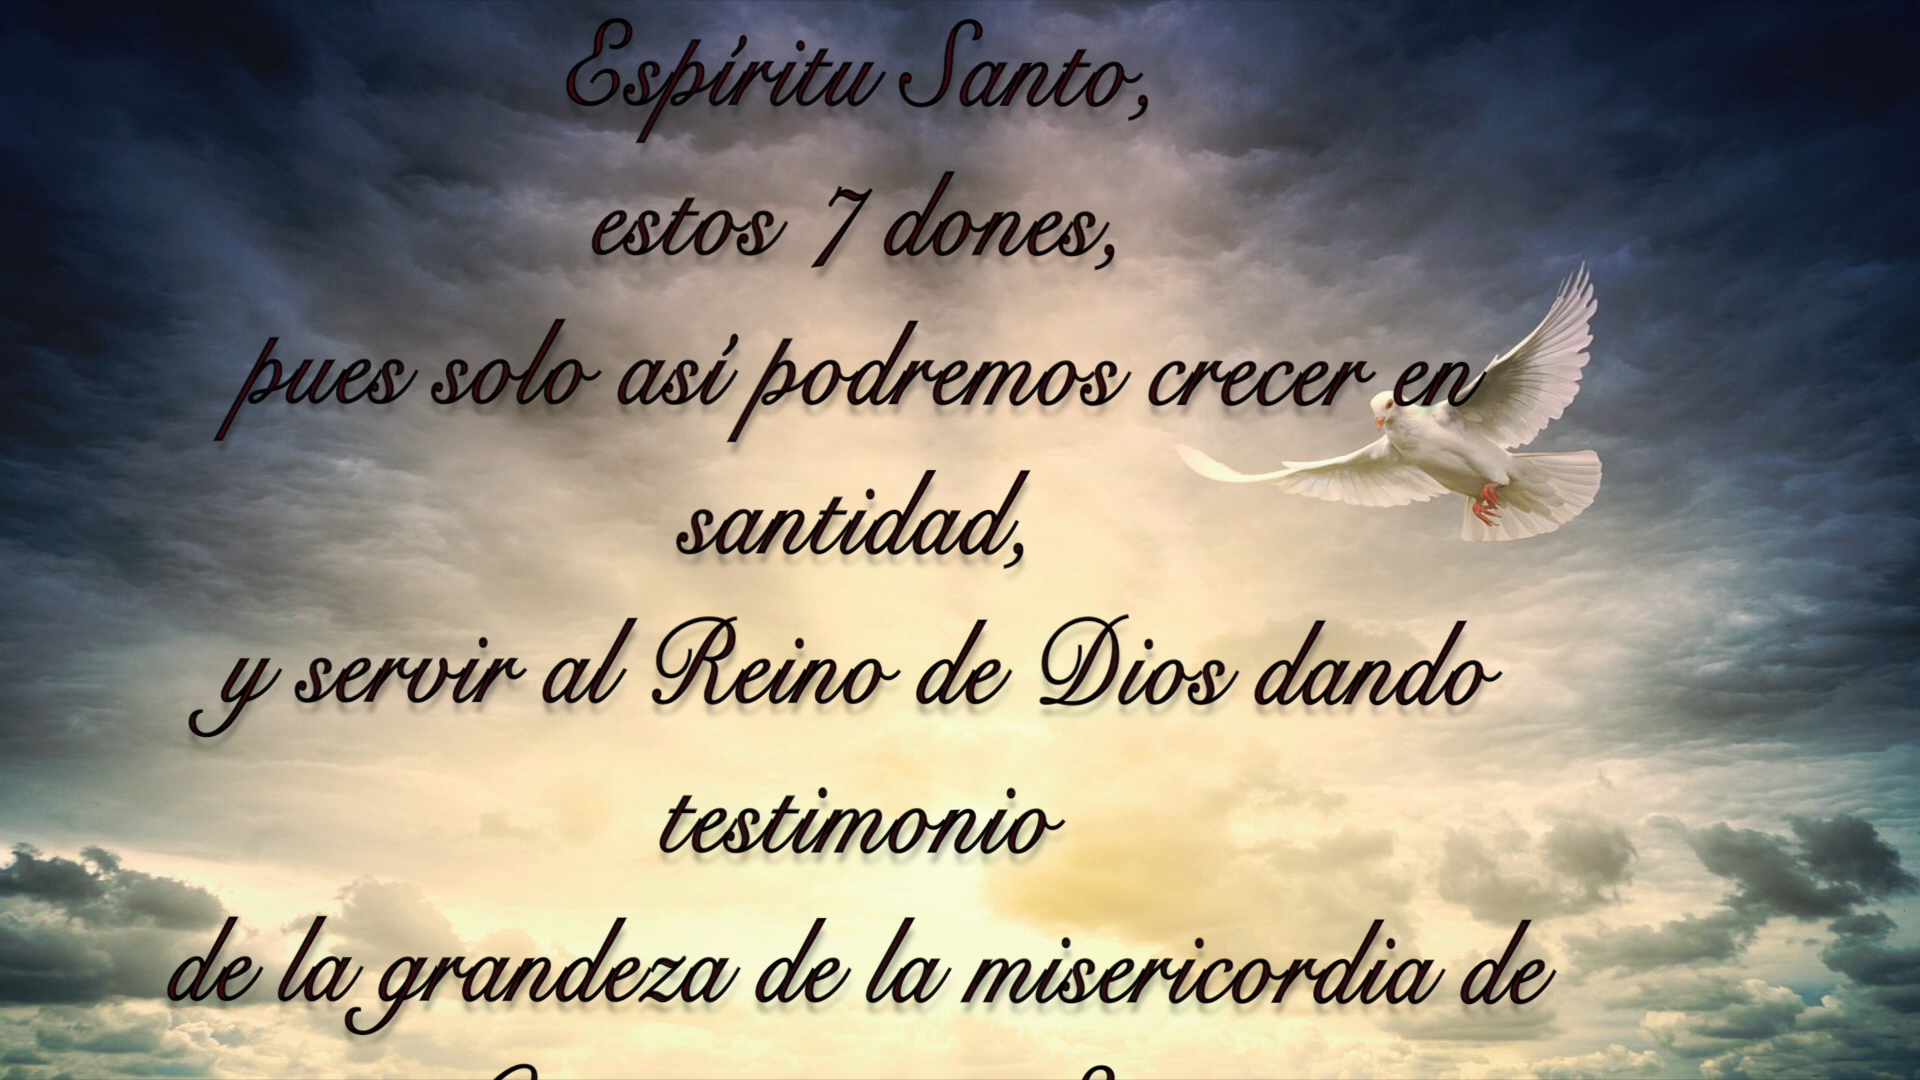 Espíritu Santo,
estos 7 dones,
pues solo así podremos crecer en
santidad,
y servir al Reino de Dios dando
testimonio
de la grandeza de la misericordia de